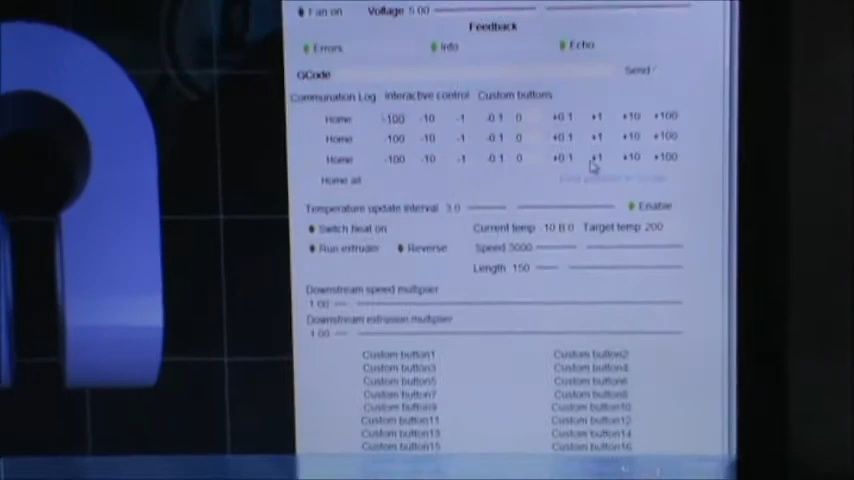 Fan on Voltage 5.00
Feedback
Errors Info Echo
GCode Send
Communation Log Interactive control Custom buttons
Home -100 -10 -1 -0.1 0 +0.1 +1 +10 +100
Home -100 -10 -1 -0.1 0 +0.1 +1 +10 +100
Home -100 -10 -1 -0.1 0 +0.1 +1 +10 +100
Home all
Temperature update interval 3.0 Enable
Switch heat on Current temp -10 B:0 Target temp 200
Run extruder Reverse Speed 3000
Length 150
Downstream speed multiplier
1.00
Downstream extrusion multiplier
1.00
Custom button1 Custom button2
Custom button3 Custom button4
Custom button5 Custom button6
Custom button7 Custom button8
Custom button9 Custom button10
Custom button11 Custom button12
Custom button13 Custom button14
Custom button15 Custom button16